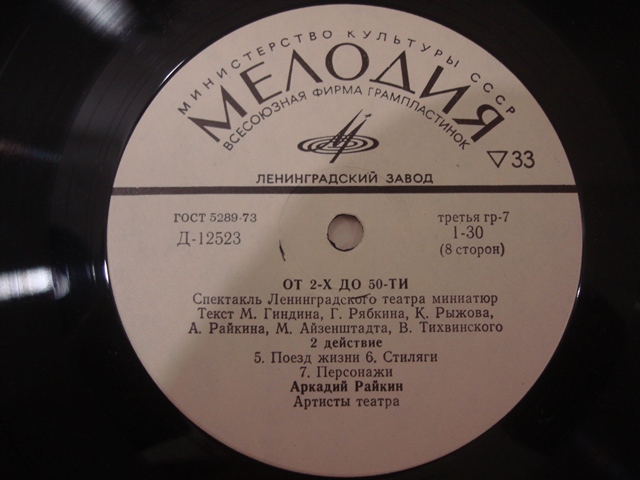 МИНИСТЕРСТВО КУЛЬТУРЫ СССР
МЕЛОДИЯ
ВСЕСОЮЗНАЯ ФИРМА ГРАМПЛАСТИНОК
▽33
ЛЕНИНГРАДСКИЙ ЗАВОД
ГОСТ 5289-73
третья гр-7
Д-12523
1-30
(8 сторон)
ОТ 2-Х ДО 50-ТИ
Спектакль Ленинградского театра миниатюр
Текст М. Гиндина, Г. Рябкина, К. Рыжова,
А. Райкина, М. Айзенштадта, В. Тихвинского
2 действие
5. Поезд жизни 6. Стиляги
7. Персонажи
Аркадий Райкин
Артисты театра